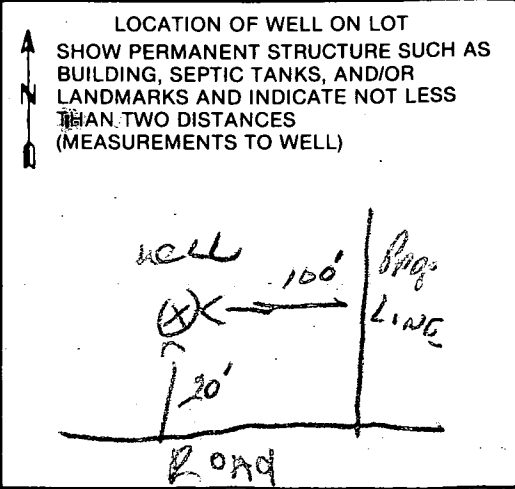 LOCATION OF WELL ON LOT
SHOW PERMANENT STRUCTURE SUCH AS
BUILDING, SEPTIC TANKS, AND/OR
N LANDMARKS AND INDICATE NOT LESS
THAN TWO DISTANCES
(MEASUREMENTS TO WELL)
well
100'
Prop.
LINE
20'
ROAD